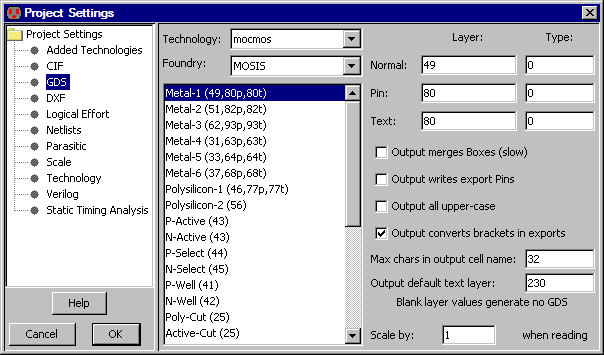 Project Settings
Project Settings
Added Technologies
CIF
GDS
DXF
Logical Effort
Netlists
Parasitic
Scale
Technology
Verilog
Static Timing Analysis
Help
Cancel
OK
Technology:
mocmos
Foundry:
MOSIS
Metal-1 (49,80p,80t)
Metal-2 (51,82p,82t)
Metal-3 (62,93p,93t)
Metal-4 (31,63p,63t)
Metal-5 (33,64p,64t)
Metal-6 (37,68p,68t)
Polysilicon-1 (46,77p,77t)
Polysilicon-2 (56)
P-Active (43)
N-Active (43)
P-Select (44)
N-Select (45)
P-Well (41)
N-Well (42)
Poly-Cut (25)
Active-Cut (25)
Layer:
Type:
Normal:
49
0
Pin:
80
0
Text:
80
0
Output merges Boxes (slow)
Output writes export Pins
Output all upper-case
Output converts brackets in exports
Max chars in output cell name:
32
Output default text layer:
230
Blank layer values generate no GDS
Scale by:
1
when reading